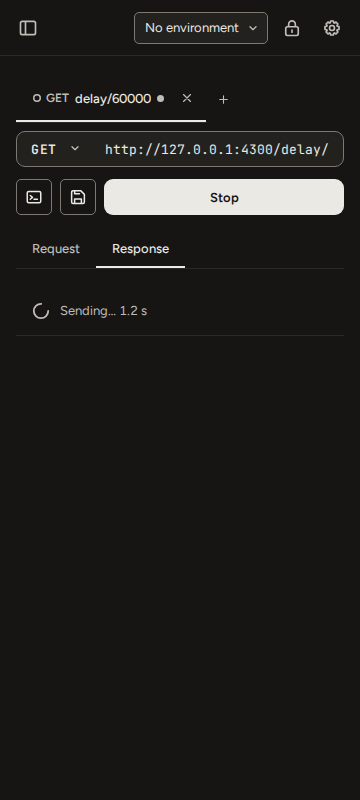 No environment
GET delay/60000
GET http://127.0.0.1:4300/delay/
Stop
Request Response
Sending... 1.2 s